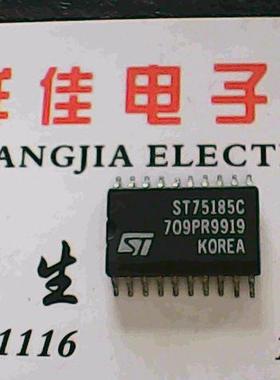 佳电子
ANGJIA ELECT
ST75185C
709PR9919
ST
KOREA
生
1116